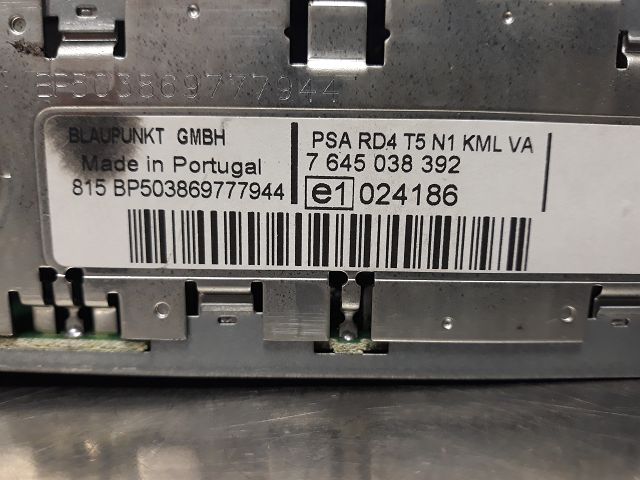 BP503869777944
BLAUPUNKT GMBH
Made in Portugal
815 BP503869777944
PSA RD4 T5 N1 KML VA
7 645 038 392
e1 024186